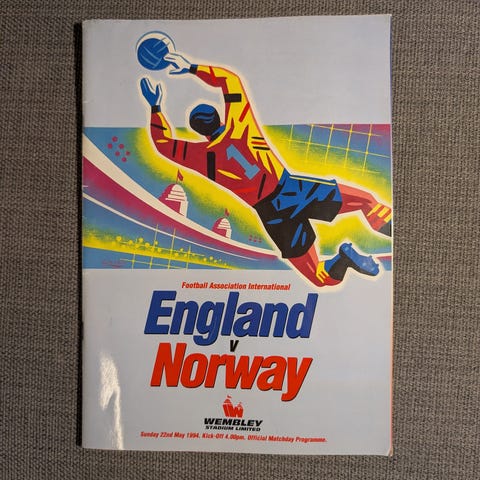 1
Football Association International
England
v
Norway
WEMBLEY
STADIUM LIMITED
Sunday 22nd May 1994. Kick-Off 4.00pm. Official Matchday Programme.